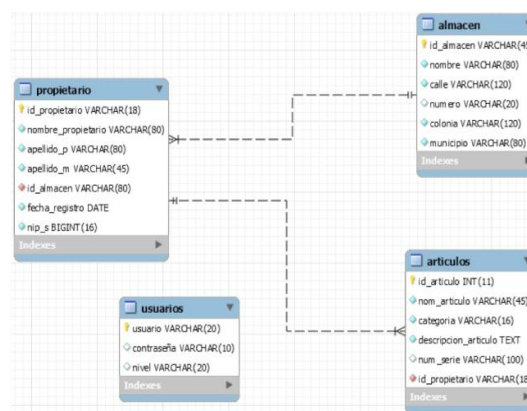 almacen
id_almacen VARCHAR(45
nombre VARCHAR(80)
calle VARCHAR(120)
numero VARCHAR(20)
colonia VARCHAR(120)
municipio VARCHAR(80)
Indexes
propietario
id_propietario VARCHAR(18)
nombre_propietario VARCHAR(80)
apellido_p VARCHAR(80)
apellido_m VARCHAR(45)
id_almacen VARCHAR(80)
fecha_registro DATE
nip_s BIGINT(16)
Indexes
usuarios
usuario VARCHAR(20)
contraseña VARCHAR(10)
nivel VARCHAR(20)
Indexes
articulos
id_articulo INT(11)
nom_articulo VARCHAR(45)
categoria VARCHAR(16)
descripcion_articulo TEXT
num_serie VARCHAR(100)
id_propietario VARCHAR(18
Indexes